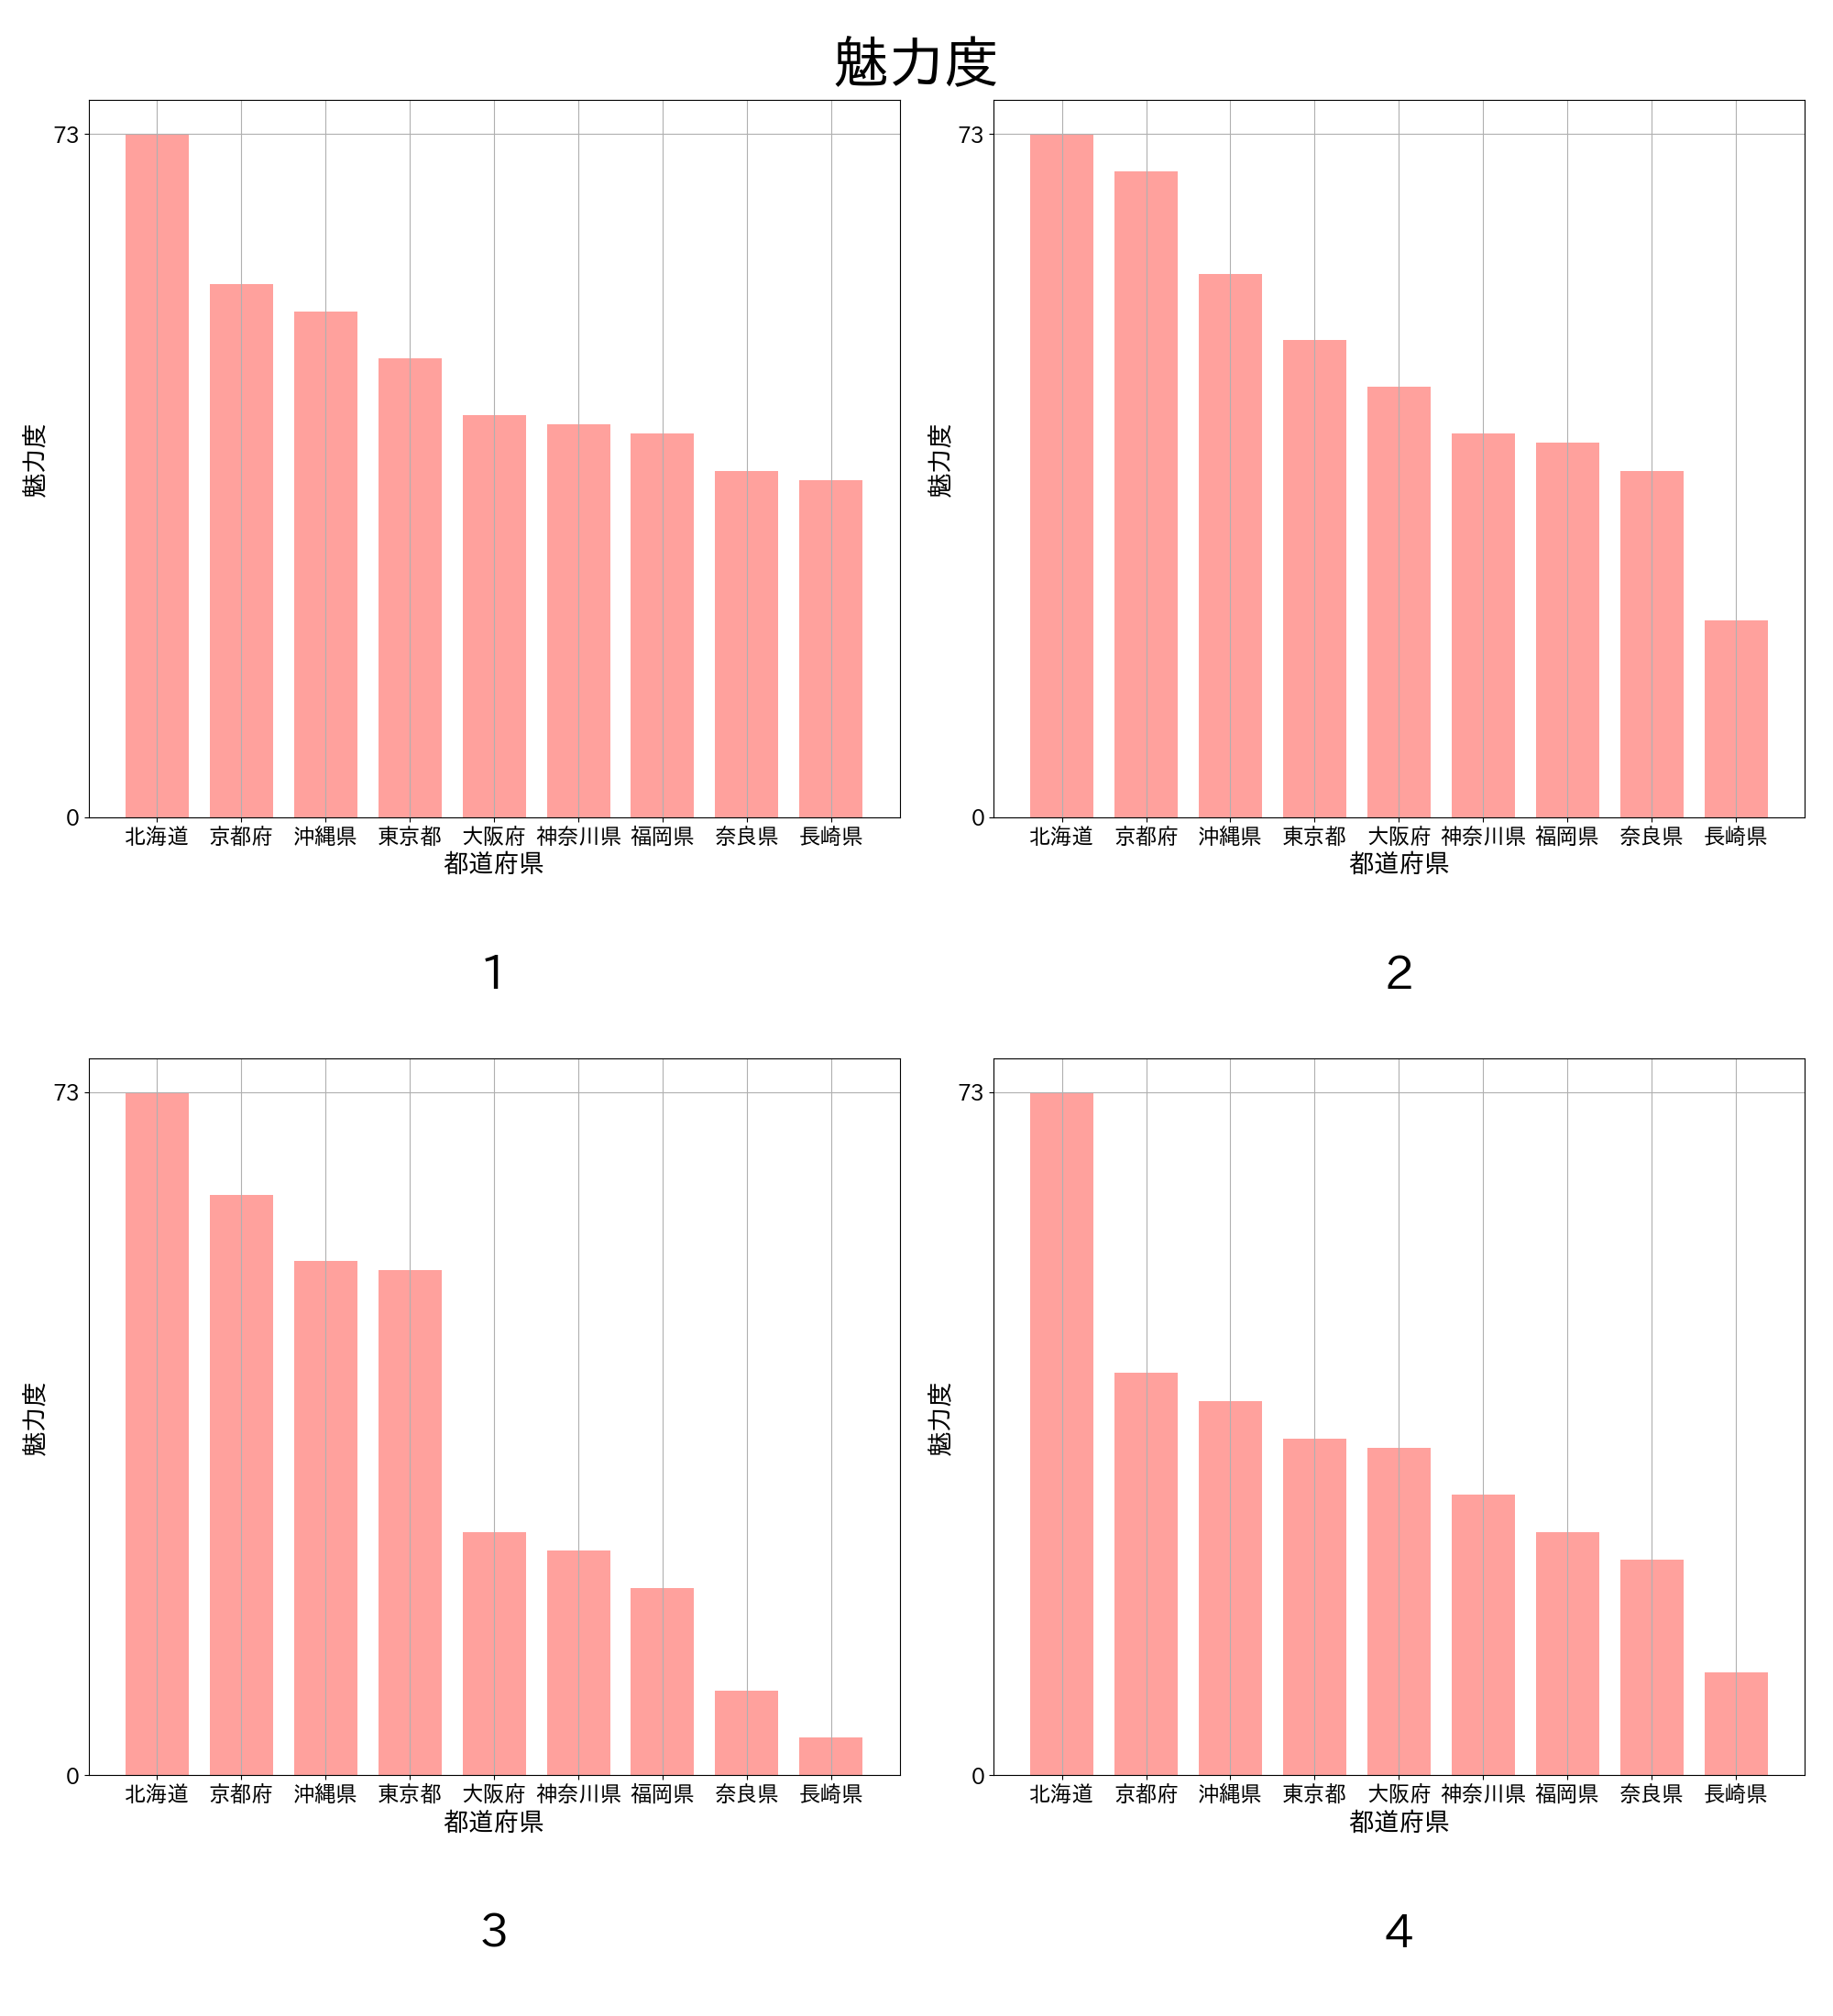 魅力度
73
魅力度
0
北海道 京都府 沖縄県 東京都 大阪府 神奈川県 福岡県 奈良県 長崎県
都道府県
1
73
魅力度
0
北海道 京都府 沖縄県 東京都 大阪府 神奈川県 福岡県 奈良県 長崎県
都道府県
2
73
魅力度
0
北海道 京都府 沖縄県 東京都 大阪府 神奈川県 福岡県 奈良県 長崎県
都道府県
3
73
魅力度
0
北海道 京都府 沖縄県 東京都 大阪府 神奈川県 福岡県 奈良県 長崎県
都道府県
4